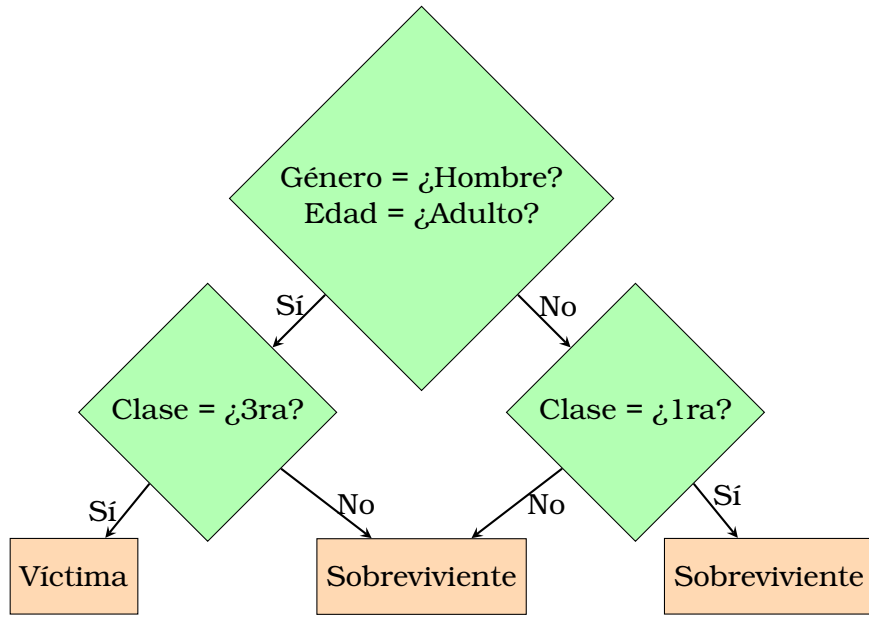 Género = ¿Hombre?
Edad = ¿Adulto?
Sí
No
Clase = ¿3ra?
Clase = ¿1ra?
Sí
No
No
Sí
Víctima
Sobreviviente
Sobreviviente